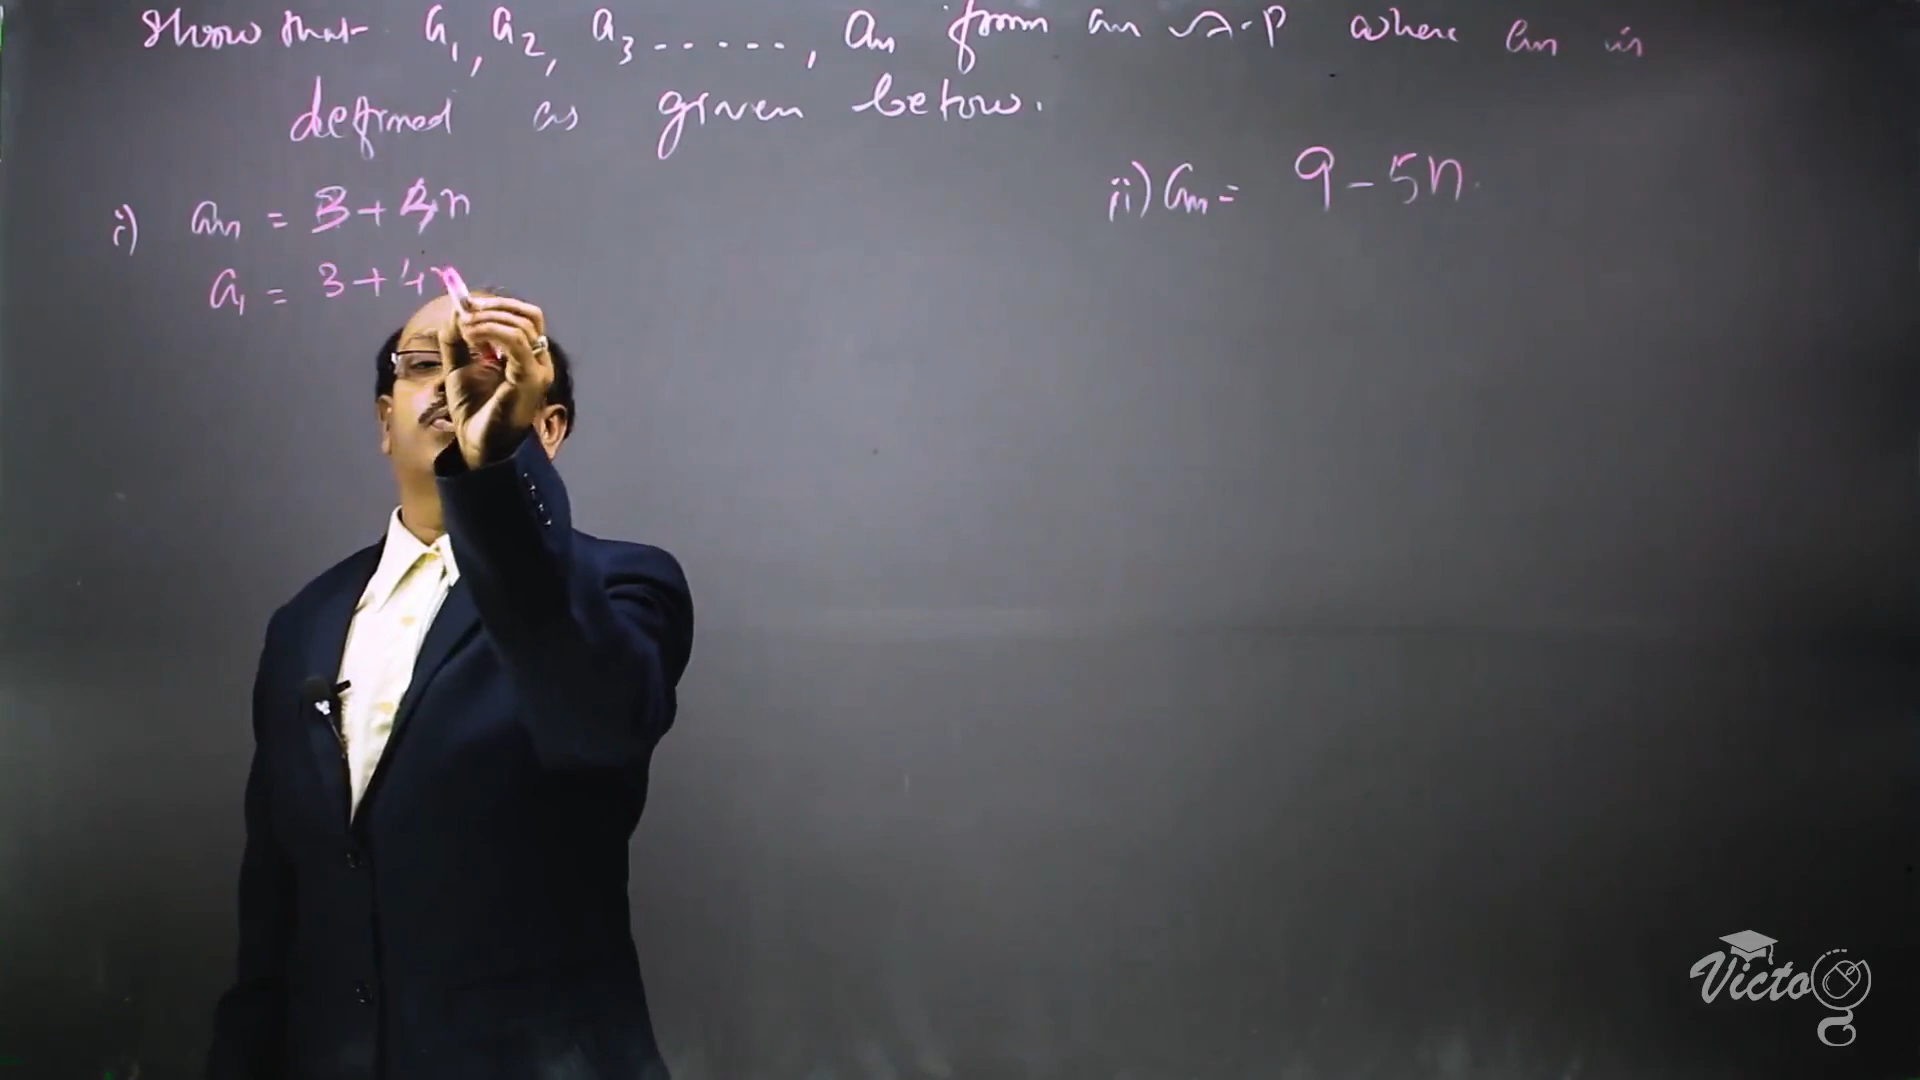 Show that a₁, a₂, a₃ ......, aₙ form an A.P where aₙ is
defined as given below.
i) aₙ = 3 + 4n
ii) aₙ = 9 - 5n.
a₁ = 3 + 4
Victo